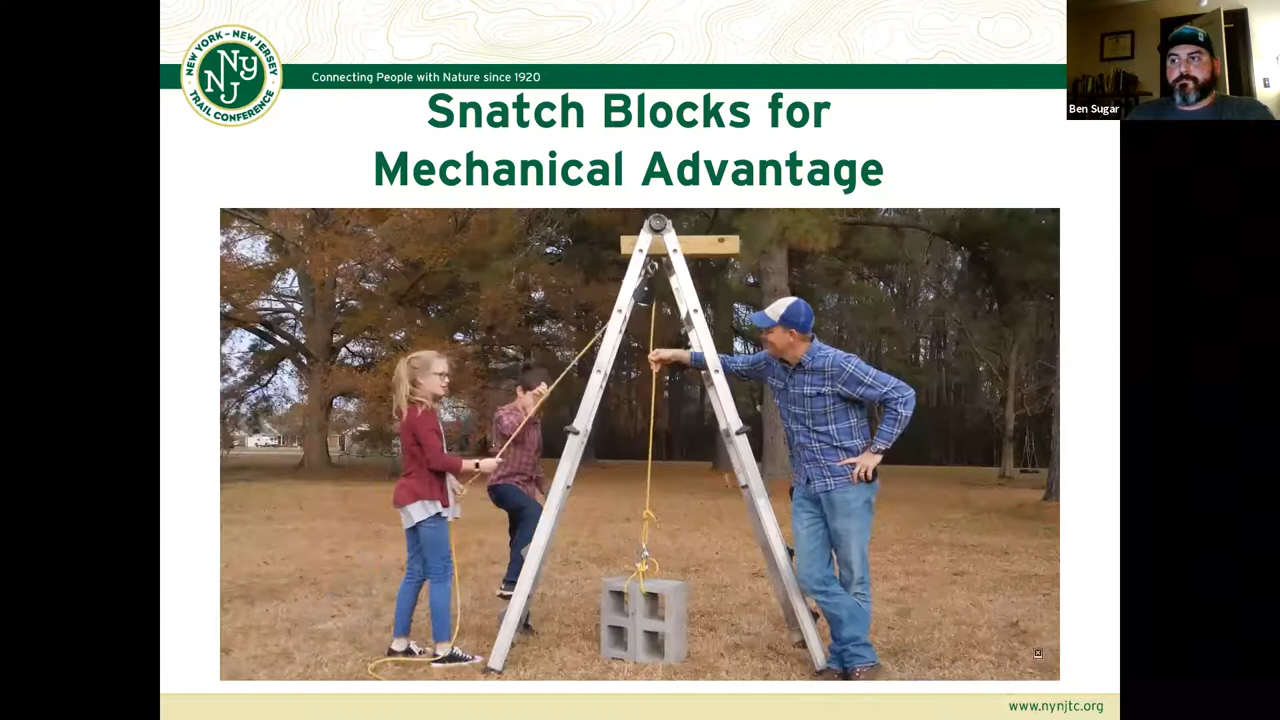 NEW YORK – NEW JERSEY
NY
NJ
TRAIL CONFERENCE
Connecting People with Nature since 1920
Snatch Blocks for
Mechanical Advantage
Ben Sugar
www.nynjtc.org